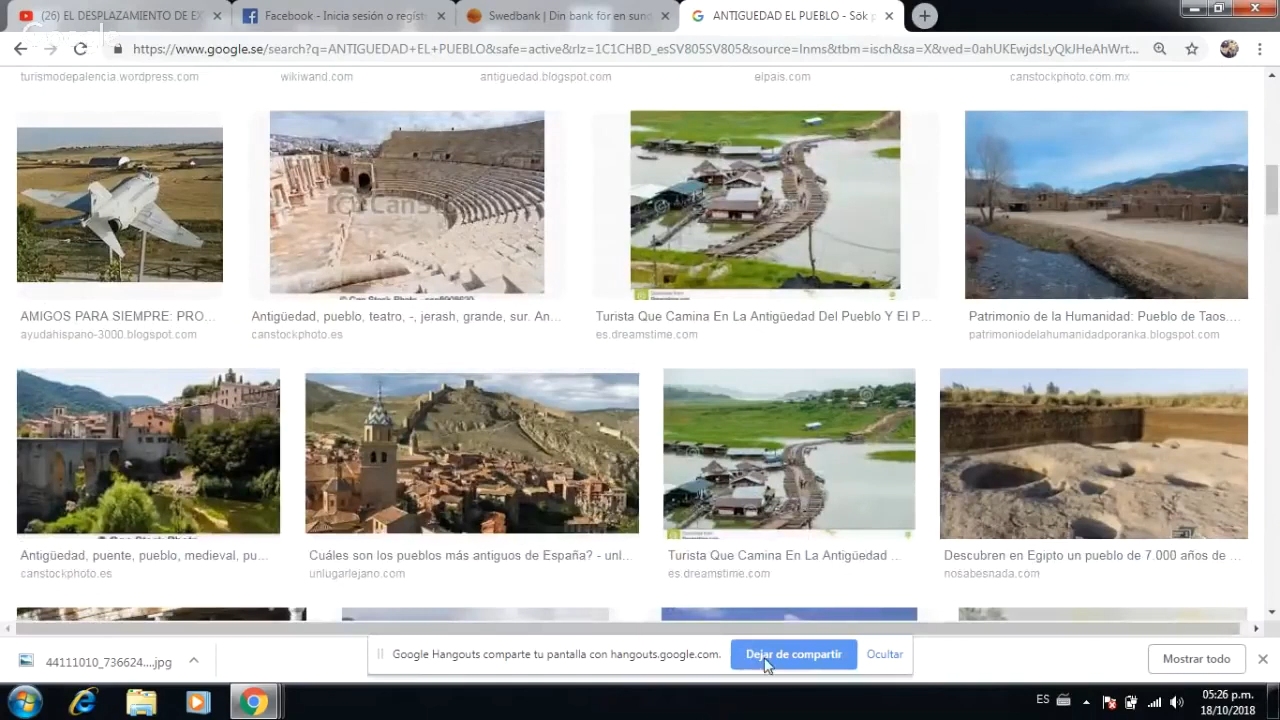 (26) EL DESPLAZAMIENTO DE EX
Facebook - Inicia sesión o regístr
Swedbank | Din bank för en sund
ANTIGUEDAD EL PUEBLO - Sök p
https://www.google.se/search?q=ANTIGUEDAD+EL+PUEBLO&safe=active&rlz=1C1CHBD_esSV805SV805&source=lnms&tbm=isch&sa=X&ved=0ahUKEwjdsLyQkJHeAhWrt...
turismodepalencia.wordpress.com
wikiwand.com
antiguedad.blogspot.com
elpais.com
canstockphoto.com.mx
AMIGOS PARA SIEMPRE: PRO...
ayudahispano-3000.blogspot.com
Antigüedad, pueblo, teatro, -, jerash, grande, sur. An...
canstockphoto.es
Turista Que Camina En La Antigüedad Del Pueblo Y El P...
es.dreamstime.com
Patrimonio de la Humanidad: Pueblo de Taos....
patrimoniodelahumanidadporanka.blogspot.com
Antigüedad, puente, pueblo, medieval, pu...
canstockphoto.es
Cuáles son los pueblos más antiguos de España? - unl...
unlugarlejano.com
Turista Que Camina En La Antigüedad ...
es.dreamstime.com
Descubren en Egipto un pueblo de 7.000 años de ...
nosabesnada.com
44111010_736624....jpg
Google Hangouts comparte tu pantalla con hangouts.google.com.
Dejar de compartir
Ocultar
Mostrar todo
ES
05:26 p.m.
18/10/2018